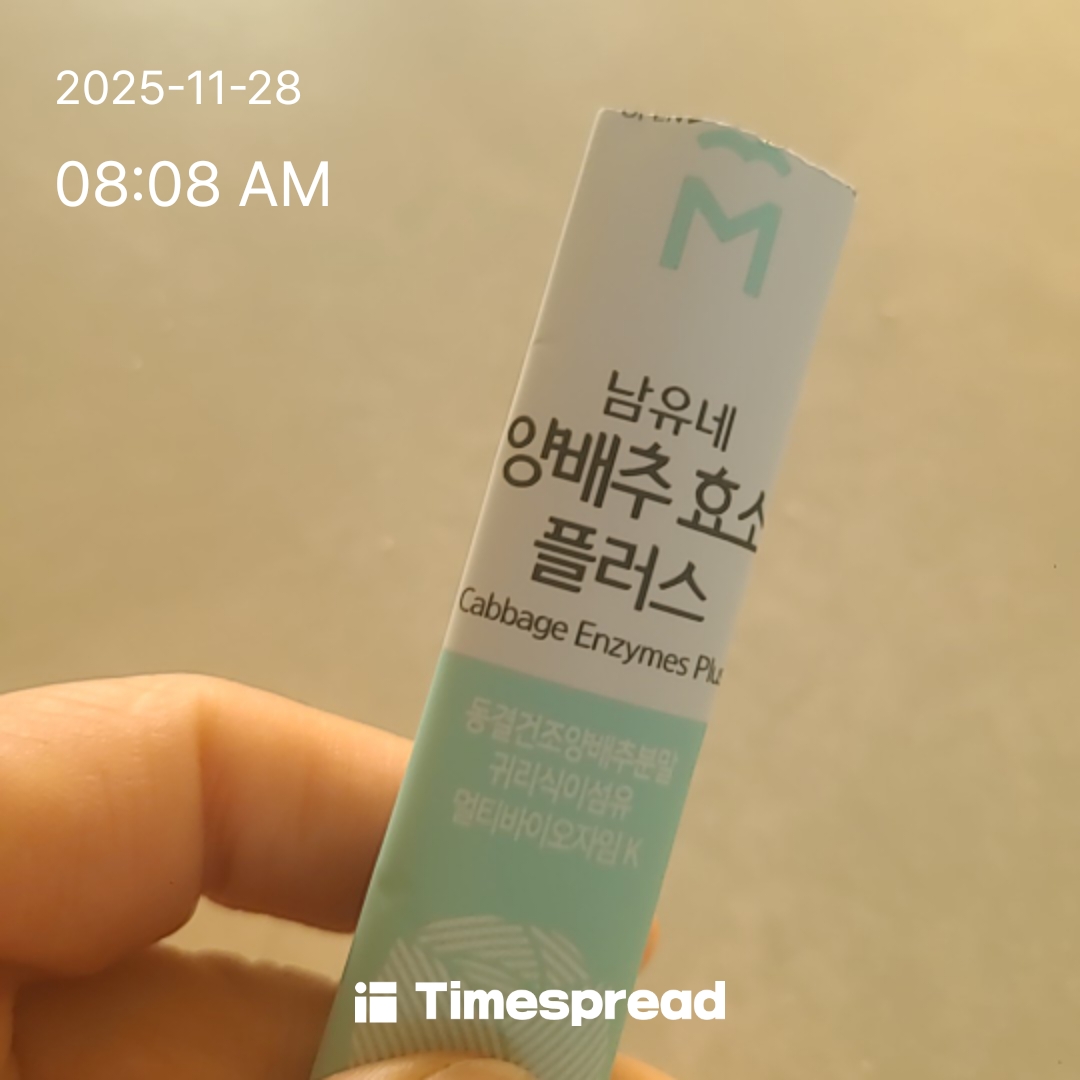 2025-11-28
08:08 AM
OPEN
M
남유네
양배추 효소
플러스
Cabbage Enzymes Plus
동결건조양배추분말
귀리식이섬유
멀티바이오자임 K
Timespread